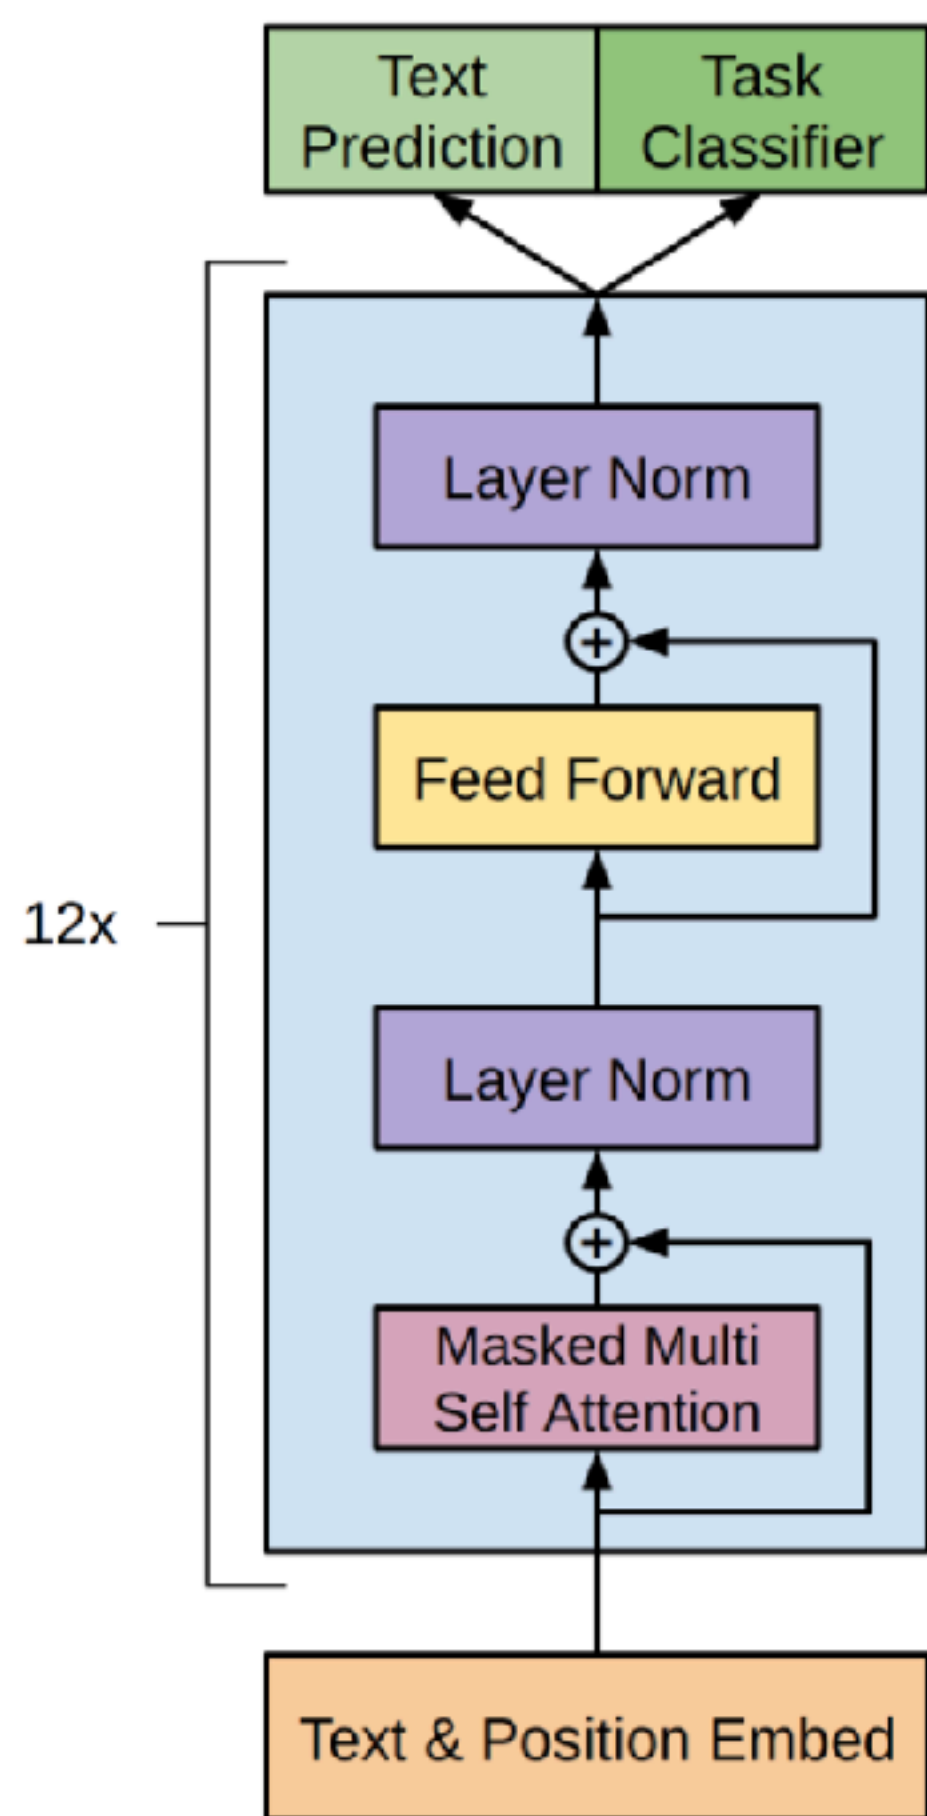 Text
Prediction
Task
Classifier
Layer Norm
+
Feed Forward
12x
Layer Norm
+
Masked Multi
Self Attention
Text & Position Embed